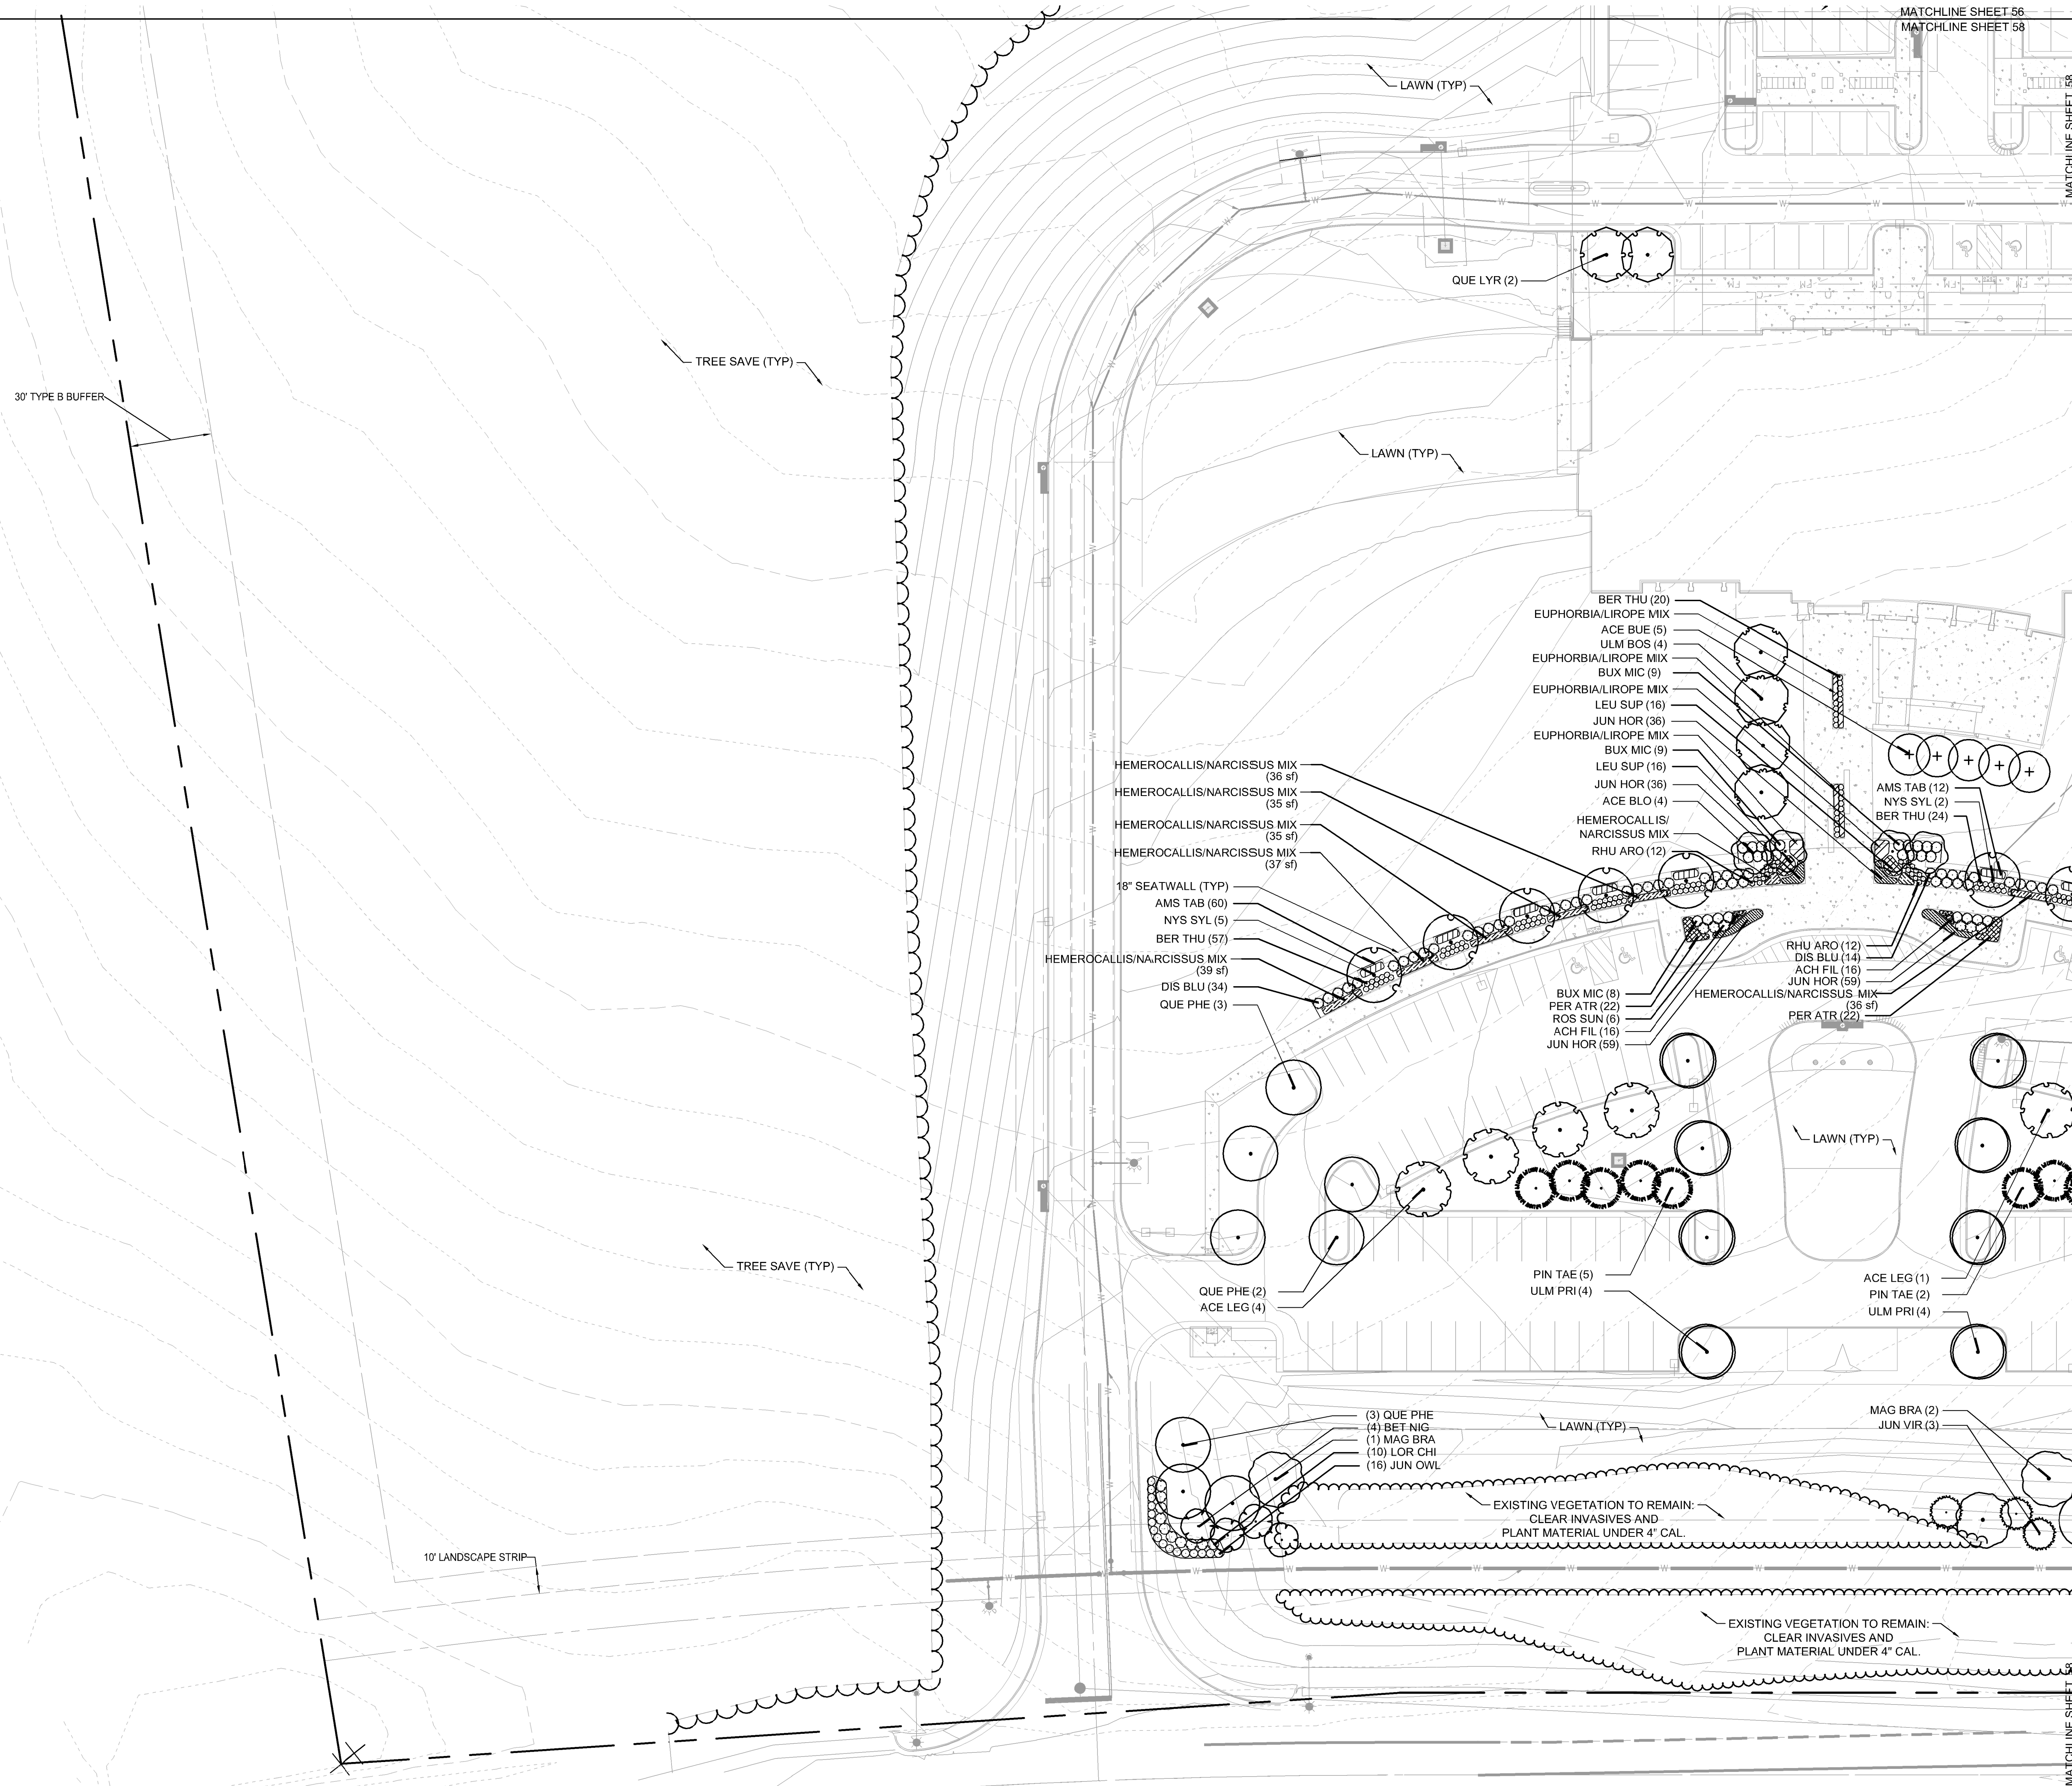 MATCHLINE SHEET 56
MATCHLINE SHEET 58
MATCHLINE SHEET 58
LAWN (TYP)
QUE LYR (2)
TREE SAVE (TYP)
30' TYPE B BUFFER
LAWN (TYP)
BER THU (20)
EUPHORBIA/LIROPE MIIX
ACE BUE (5)
ULM BOS (4)
EUPHORBIA/LIROPE MIIX
BUX MIC (9)
EUPHORBIA/LIROPE MIIX
LEU SUP (16)
JUN HOR (36)
EUPHORBIA/LIROPE MIIX
BUX MIC (9)
LEU SUP (16)
JUN HOR (36)
ACE BLO (4)
HEMEROCALLIS/
NARCISSUS MIX
RHU ARO (12)
HEMEROCALLIS/NARCISSUS MIX
(36 sf)
HEMEROCALLIS/NARCISSUS MIX
(35 sf)
HEMEROCALLIS/NARCISSUS MIX
(35 sf)
HEMEROCALLIS/NARCISSUS MIX
(37 sf)
18" SEATWALL (TYP)
AMS TAB (60)
NYS SYL (5)
BER THU (57)
HEMEROCALLIS/NARCISSUS MIX
(39 sf)
DIS BLU (34)
QUE PHE (3)
AMS TAB (12)
NYS SYL (2)
BER THU (24)
RHU ARO (12)
DIS BLU (14)
ACH FIL (16)
JUN HOR (59)
HEMEROCALLIS/NARCISSUS MIX
(36 sf)
PER ATR (22)
BUX MIC (8)
PER ATR (22)
ROS SUN (6)
ACH FIL (16)
JUN HOR (59)
LAWN (TYP)
TREE SAVE (TYP)
QUE PHE (2)
ACE LEG (4)
PIN TAE (5)
ULM PRI (4)
ACE LEG (1)
PIN TAE (2)
ULM PRI (4)
(3) QUE PHE
(4) BET NIG
(1) MAG BRA
(10) LOR CHI
(16) JUN OWL
LAWN (TYP)
MAG BRA (2)
JUN VIR (3)
EXISTING VEGETATION TO REMAIN:
CLEAR INVASIVES AND
PLANT MATERIAL UNDER 4" CAL.
10' LANDSCAPE STRIP
W W W W W W W W W W W
EXISTING VEGETATION TO REMAIN:
CLEAR INVASIVES AND
PLANT MATERIAL UNDER 4" CAL.
MATCHLINE SHEET 58